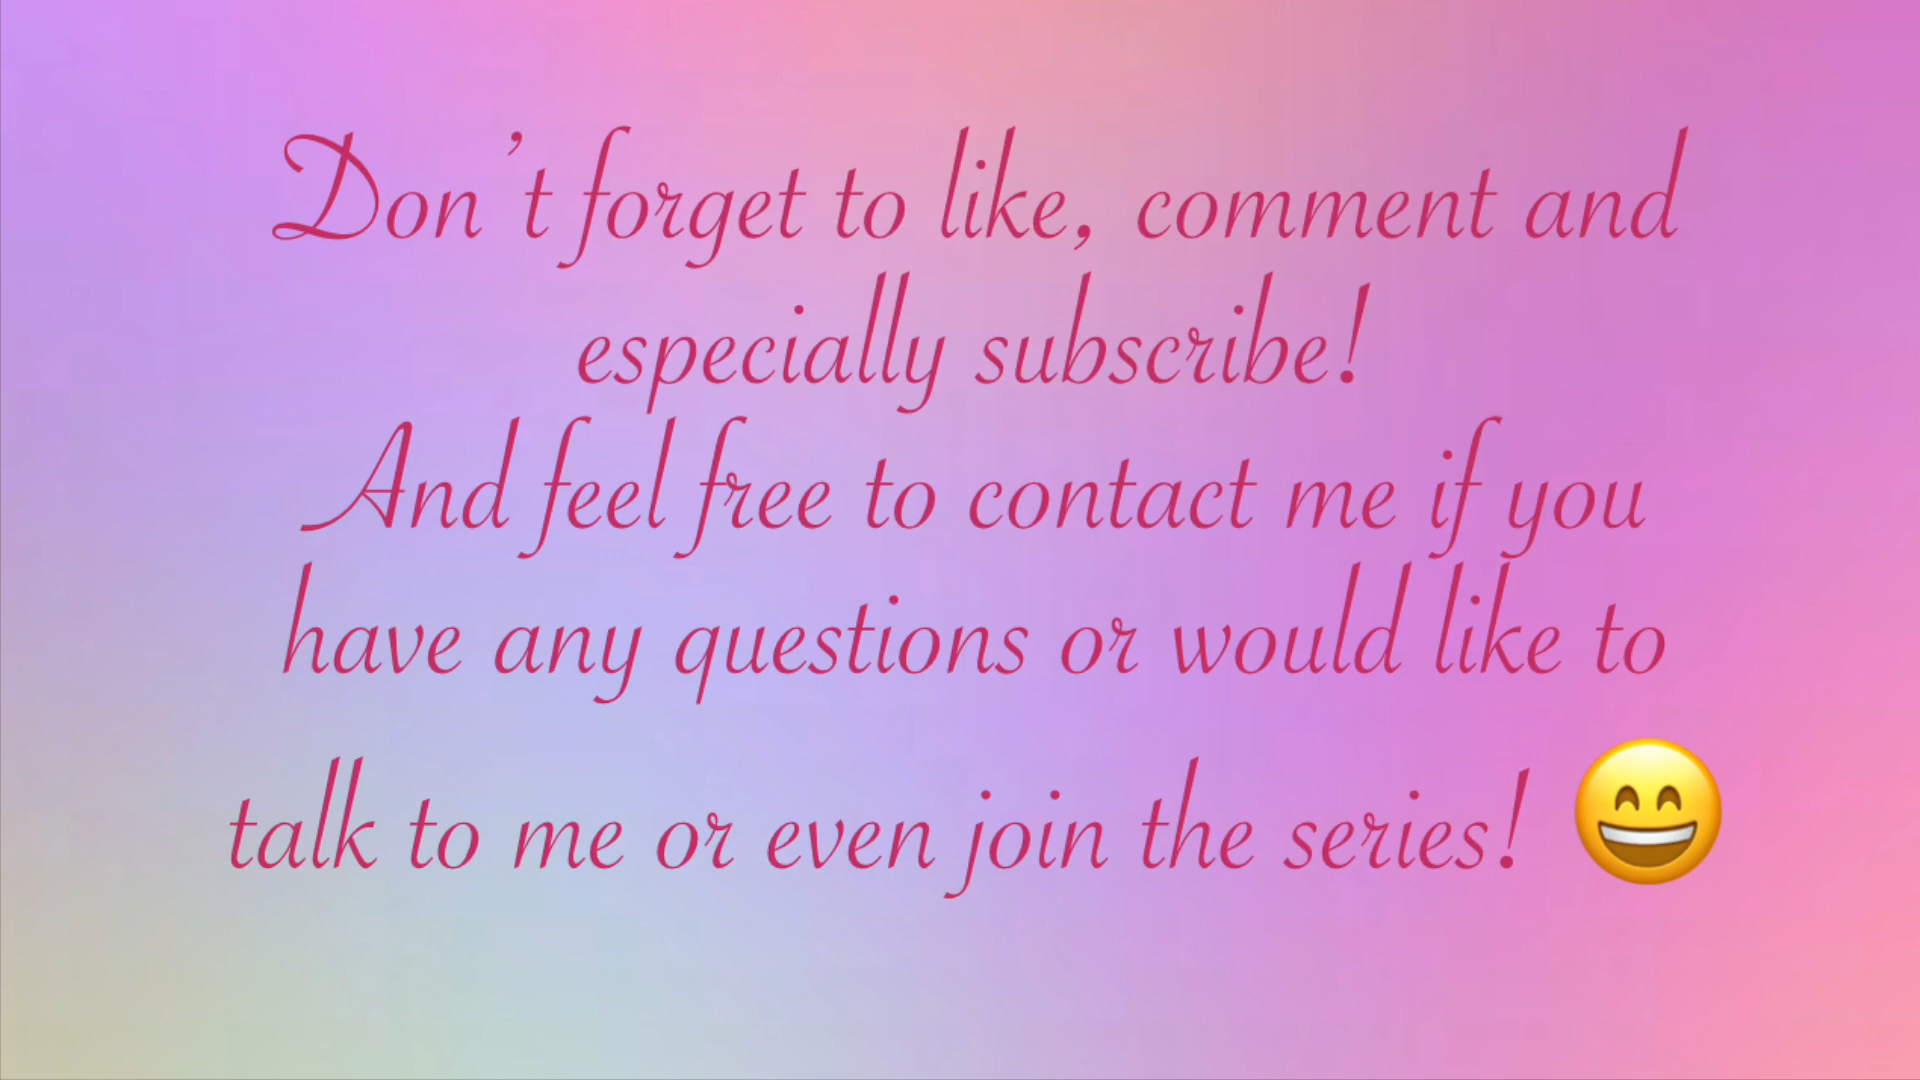 Don't forget to like, comment and
especially subscribe!
And feel free to contact me if you
have any questions or would like to
talk to me or even join the series! 😄